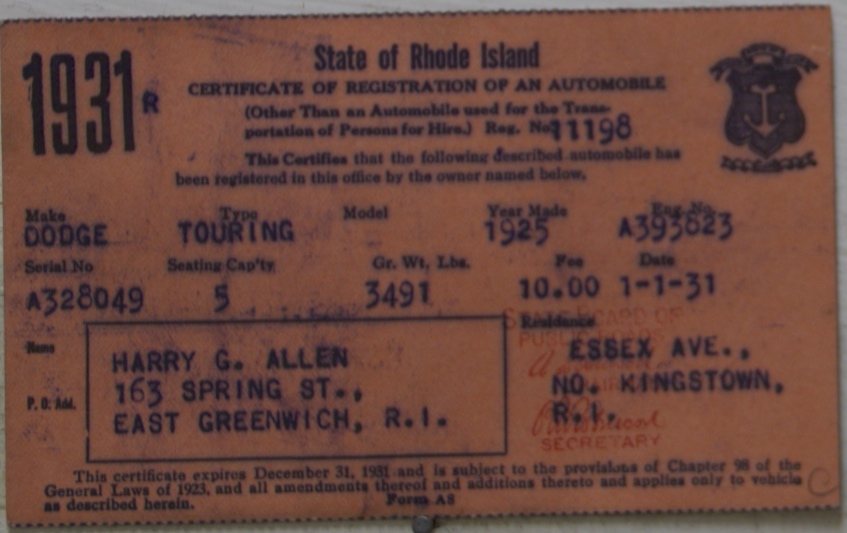 1931 R
State of Rhode Island
CERTIFICATE OF REGISTRATION OF AN AUTOMOBILE
(Other Than an Automobile used for the Trans-
portation of Persons for Hire.) Reg. No. 11198
This Certifies that the following described automobile has
been registered in this office by the owner named below.
Make Type Model Year Made Eng. No.
DODGE TOURING 1925 A393823
Serial No Seating Cap'ty Gr. Wt, Lbs. Fee Date
A328049 5 3491 10.00 1-1-31
STATE BOARD OF
PUBLIC ROADS
Residence
Name
HARRY G. ALLEN ESSEX AVE.,
163 SPRING ST., NO. KINGSTOWN,
P. O. Add.
EAST GREENWICH, R.I. R.I.
SECRETARY
This certificate expires December 31, 1931 and is subject to the provisions of Chapter 98 of the
General Laws of 1923, and all amendments thereof and additions thereto and applies only to vehicle
as described herein. Form A8